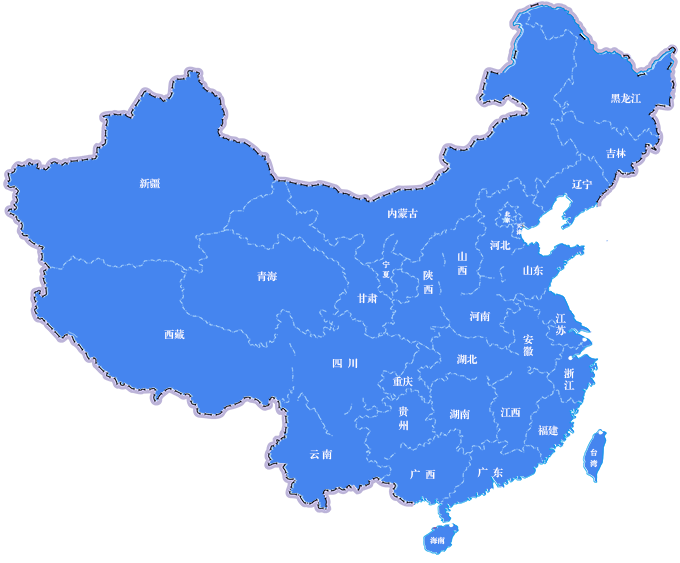 黑龙江
吉林
辽宁
新疆
内蒙古
北京
河北
山西
宁夏
陕西
山东
青海
甘肃
河南
江苏
西藏
安徽
四川
湖北
浙江
重庆
贵州
湖南
江西
福建
云南
广西
广东
台湾
海南